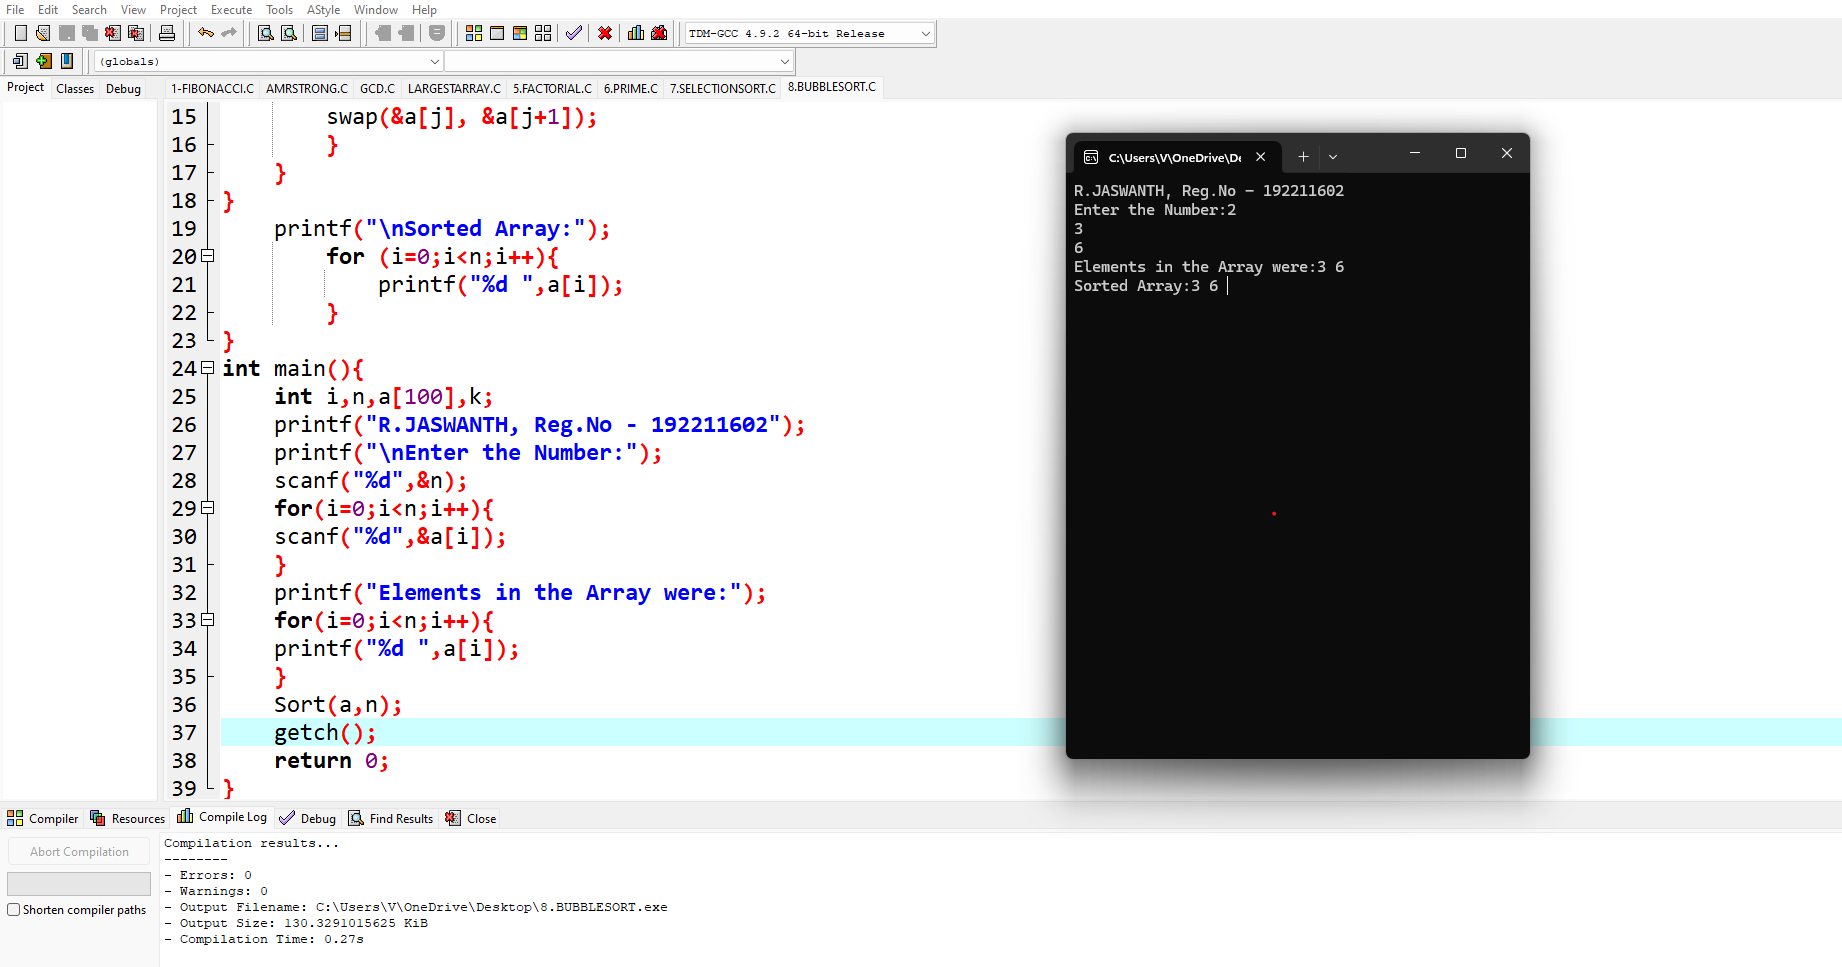 File Edit Search View Project Execute Tools AStyle Window Help
TDM-GCC 4.9.2 64-bit Release
(globals)
Project Classes Debug
1-FIBONACCI.C AMRSTRONG.C GCD.C LARGESTARRAY.C 5.FACTORIAL.C 6.PRIME.C 7.SELECTIONSORT.C 8.BUBBLESORT.C
15 swap(&a[j], &a[j+1]);
16 }
17 }
18 }
19 printf("\nSorted Array:");
20 for (i=0;i<n;i++){
21 printf("%d ",a[i]);
22 }
23 }
24 int main(){
25 int i,n,a[100],k;
26 printf("R.JASWANTH, Reg.No - 192211602");
27 printf("\nEnter the Number:");
28 scanf("%d",&n);
29 for(i=0;i<n;i++){
30 scanf("%d",&a[i]);
31 }
32 printf("Elements in the Array were:");
33 for(i=0;i<n;i++){
34 printf("%d ",a[i]);
35 }
36 Sort(a,n);
37 getch();
38 return 0;
39 }
C:\Users\V\OneDrive\De
R.JASWANTH, Reg.No - 192211602
Enter the Number:2
3
6
Elements in the Array were:3 6
Sorted Array:3 6
Compiler Resources Compile Log Debug Find Results Close
Abort Compilation
Shorten compiler paths
Compilation results...
--------
- Errors: 0
- Warnings: 0
- Output Filename: C:\Users\V\OneDrive\Desktop\8.BUBBLESORT.exe
- Output Size: 130.3291015625 KiB
- Compilation Time: 0.27s